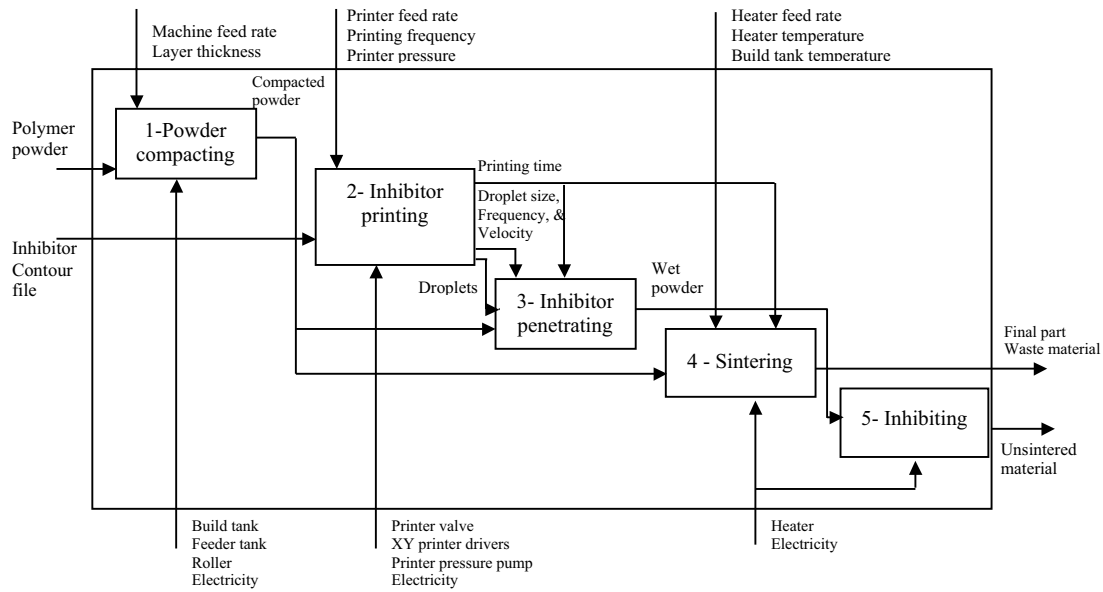 Machine feed rate
Layer thickness
Printer feed rate
Printing frequency
Printer pressure
Heater feed rate
Heater temperature
Build tank temperature
Compacted
powder
Polymer
powder
1-Powder
compacting
Printing time
2- Inhibitor
printing
Droplet size,
Frequency, &
Velocity
Inhibitor
Contour
file
Droplets
Wet
powder
3- Inhibitor
penetrating
4 - Sintering
Final part
Waste material
5- Inhibiting
Unsintered
material
Build tank
Feeder tank
Roller
Electricity
Printer valve
XY printer drivers
Printer pressure pump
Electricity
Heater
Electricity